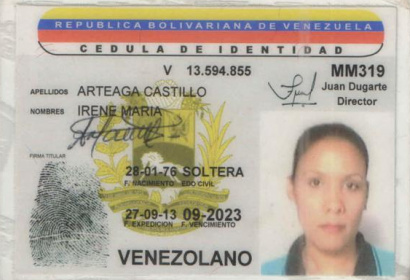 REPUBLICA BOLIVARIANA DE VENEZUELA
CEDULA DE IDENTIDAD
V 13.594.855
MM319
Juan Dugarte
Director
APELLIDOS ARTEAGA CASTILLO
NOMBRES IRENE MARIA
FIRMA TITULAR
28-01-76 SOLTERA
F. NACIMIENTO EDO CIVIL
27-09-13 09-2023
F. EXPEDICION F. VENCIMIENTO
VENEZOLANO